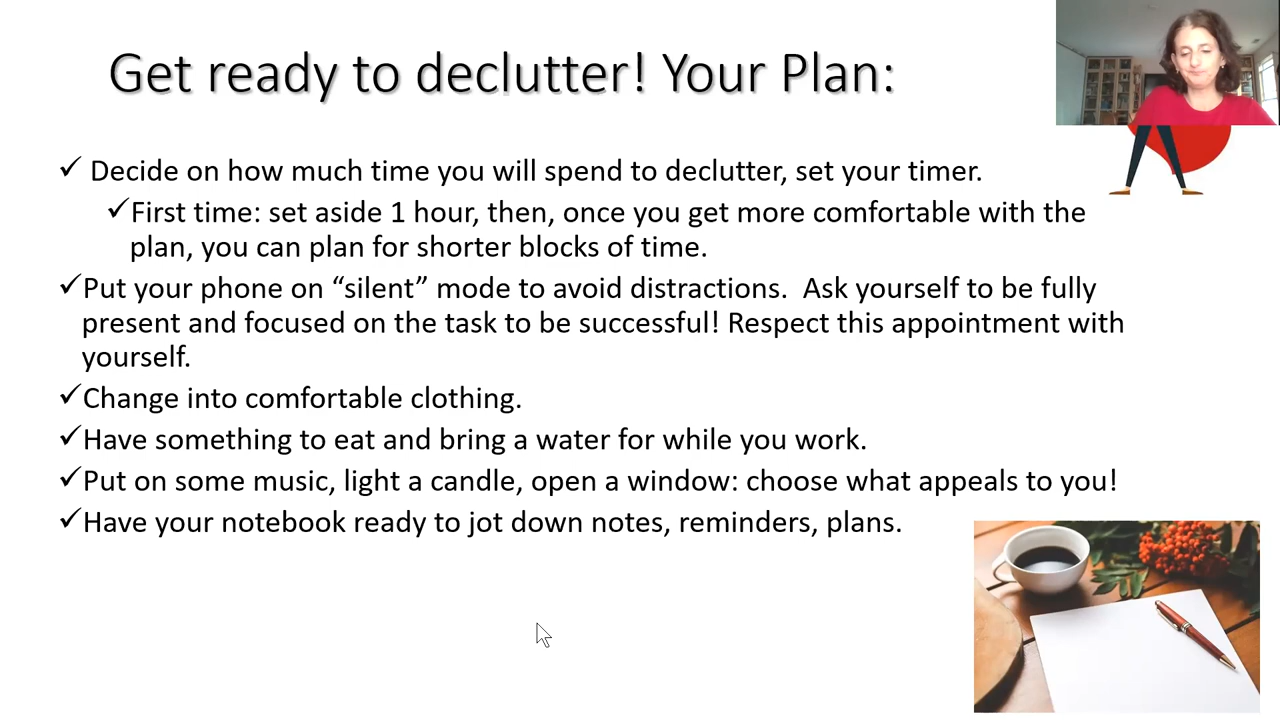 Get ready to declutter! Your Plan:
✓ Decide on how much time you will spend to declutter, set your timer.
✓First time: set aside 1 hour, then, once you get more comfortable with the
plan, you can plan for shorter blocks of time.
✓Put your phone on “silent” mode to avoid distractions.  Ask yourself to be fully
present and focused on the task to be successful! Respect this appointment with
yourself.
✓Change into comfortable clothing.
✓Have something to eat and bring a water for while you work.
✓Put on some music, light a candle, open a window: choose what appeals to you!
✓Have your notebook ready to jot down notes, reminders, plans.